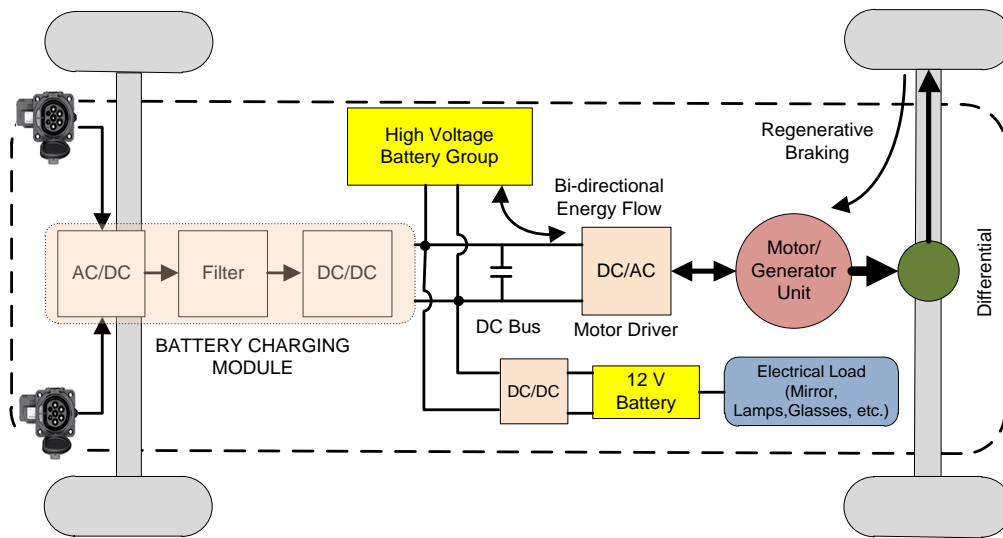 High Voltage
Battery Group
Regenerative
Braking
Bi-directional
Energy Flow
AC/DC
Filter
DC/DC
DC/AC
Motor/
Generator
Unit
Differential
DC Bus
Motor Driver
BATTERY CHARGING
MODULE
DC/DC
12 V
Battery
Electrical Load
(Mirror,
Lamps,Glasses, etc.)